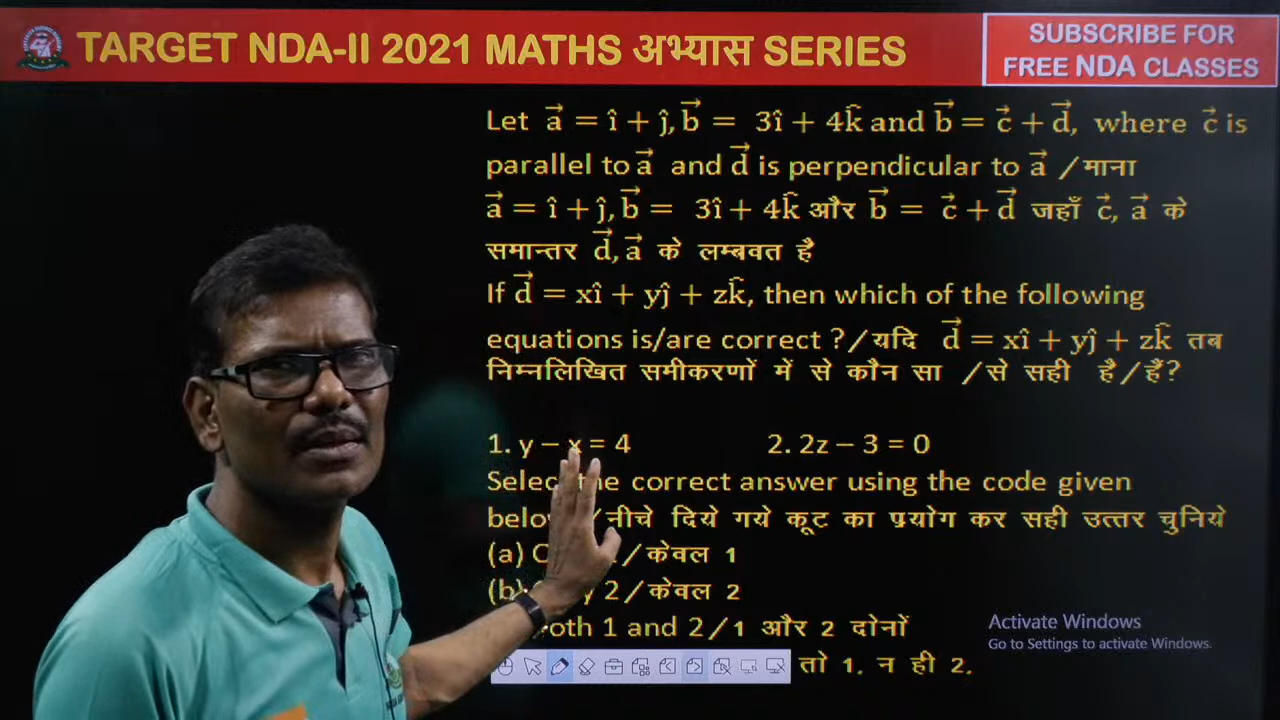 TARGET NDA-II 2021 MATHS अभ्यास SERIES
SUBSCRIBE FOR
FREE NDA CLASSES
Let a⃗ = î + ĵ, b⃗ = 3î + 4k̂ and b⃗ = c⃗ + d⃗, where c⃗ is
parallel to a⃗ and d⃗ is perpendicular to a⃗ /माना
a⃗ = î + ĵ, b⃗ = 3î + 4k̂ और b⃗ = c⃗ + d⃗ जहाँ c⃗, a⃗ के
समान्तर d⃗, a⃗ के लम्बवत है
If d⃗ = xî + yĵ + zk̂, then which of the following
equations is/are correct ?/यदि d⃗ = xî + yĵ + zk̂ तब
निम्नलिखित समीकरणों में से कौन सा /से सही है/हैं?
1. y – x = 4 2. 2z – 3 = 0
Select the correct answer using the code given
below /नीचे दिये गये कूट का प्रयोग कर सही उत्तर चुनिये
(a) /केवल 1
(b) 2/केवल 2
1 and 2/1 और 2 दोनों
तो 1, न ही 2,
Activate Windows
Go to Settings to activate Windows.